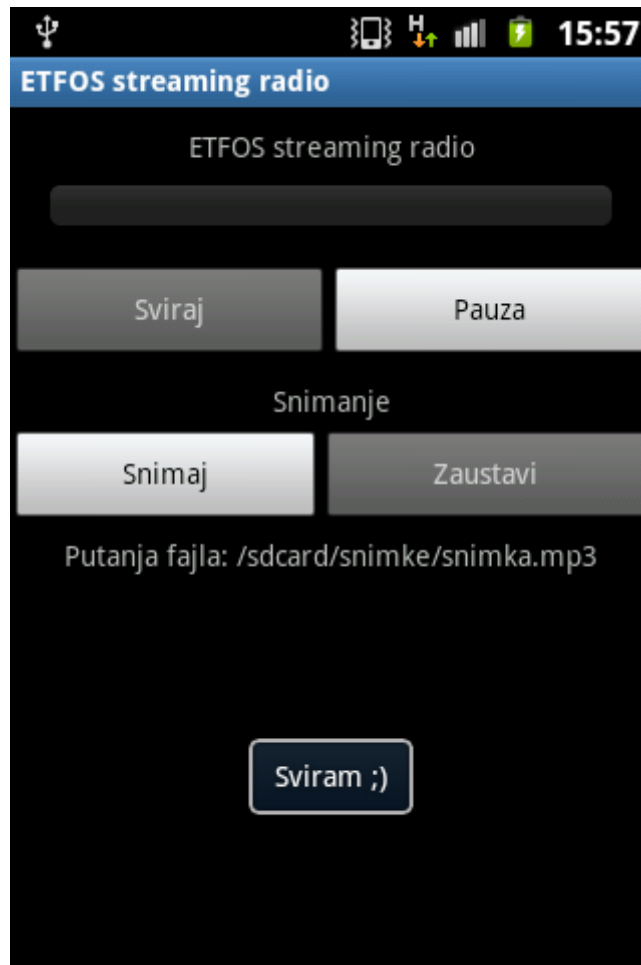 H 15:57
ETFOS streaming radio
ETFOS streaming radio
Sviraj Pauza
Snimanje
Snimaj Zaustavi
Putanja fajla: /sdcard/snimke/snimka.mp3
Sviram ;)